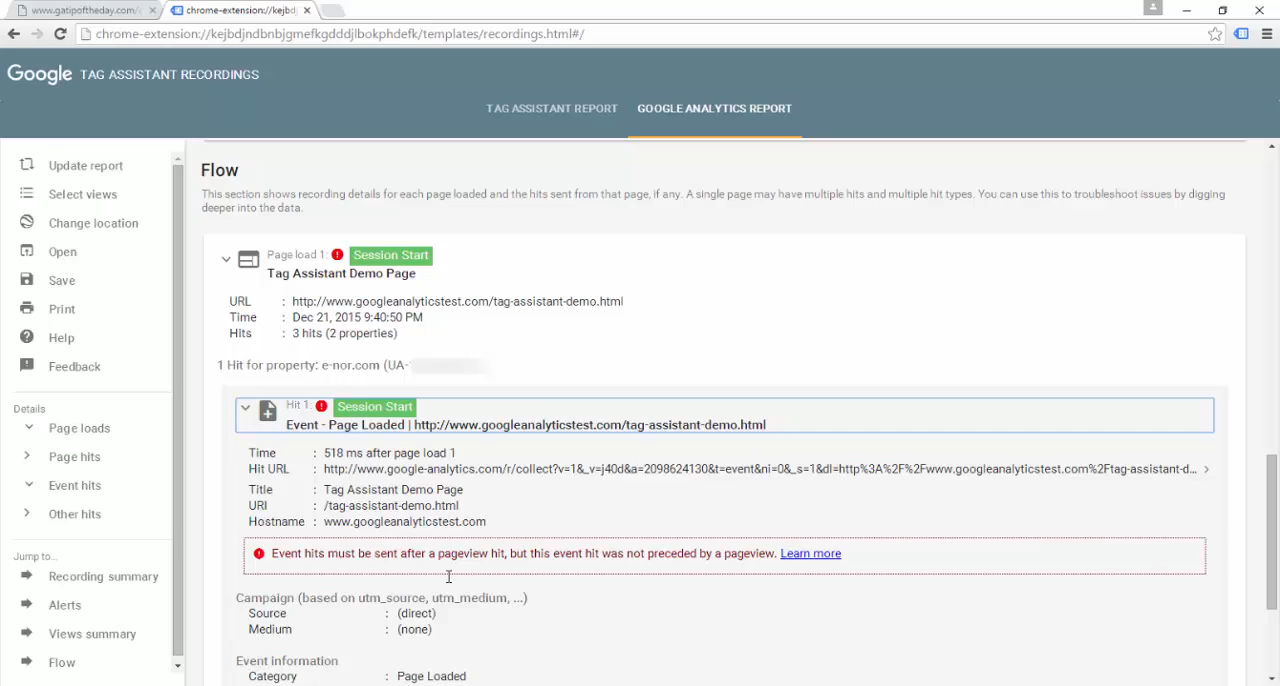 www.gatipoftheday.com/
chrome-extension://kejbd
chrome-extension://kejbdjndbnbjgmefkgdddjlbokphdefk/templates/recordings.html#/
Google TAG ASSISTANT RECORDINGS
TAG ASSISTANT REPORT GOOGLE ANALYTICS REPORT
Update report
Select views
Change location
Open
Save
Print
Help
Feedback
Details
Page loads
Page hits
Event hits
Other hits
Jump to...
Recording summary
Alerts
Views summary
Flow
Flow
This section shows recording details for each page loaded and the hits sent from that page, if any. A single page may have multiple hits and multiple hit types. You can use this to troubleshoot issues by digging
deeper into the data.
Page load 1: Session Start
Tag Assistant Demo Page
URL : http://www.googleanalyticstest.com/tag-assistant-demo.html
Time : Dec 21, 2015 9:40:50 PM
Hits : 3 hits (2 properties)
1 Hit for property: e-nor.com (UA-
Hit 1: Session Start
Event - Page Loaded | http://www.googleanalyticstest.com/tag-assistant-demo.html
Time : 518 ms after page load 1
Hit URL : http://www.google-analytics.com/r/collect?v=1&_v=j40d&a=2098624130&t=event&ni=0&_s=1&dl=http%3A%2F%2Fwww.googleanalyticstest.com%2Ftag-assistant-d...
Title : Tag Assistant Demo Page
URI : /tag-assistant-demo.html
Hostname : www.googleanalyticstest.com
Event hits must be sent after a pageview hit, but this event hit was not preceded by a pageview. Learn more
Campaign (based on utm_source, utm_medium, ...)
Source : (direct)
Medium : (none)
Event information
Category : Page Loaded